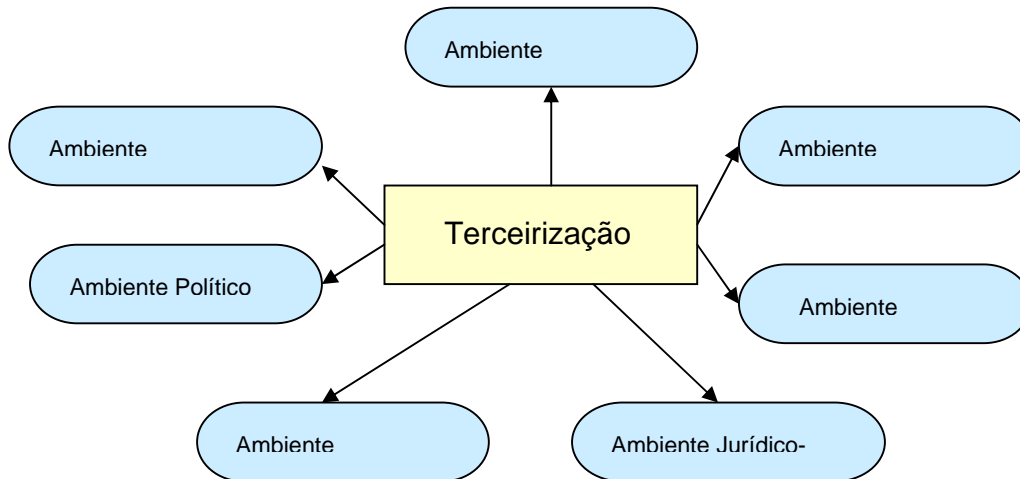 Ambiente
Ambiente
Ambiente
Terceirização
Ambiente Político
Ambiente
Ambiente
Ambiente Jurídico-